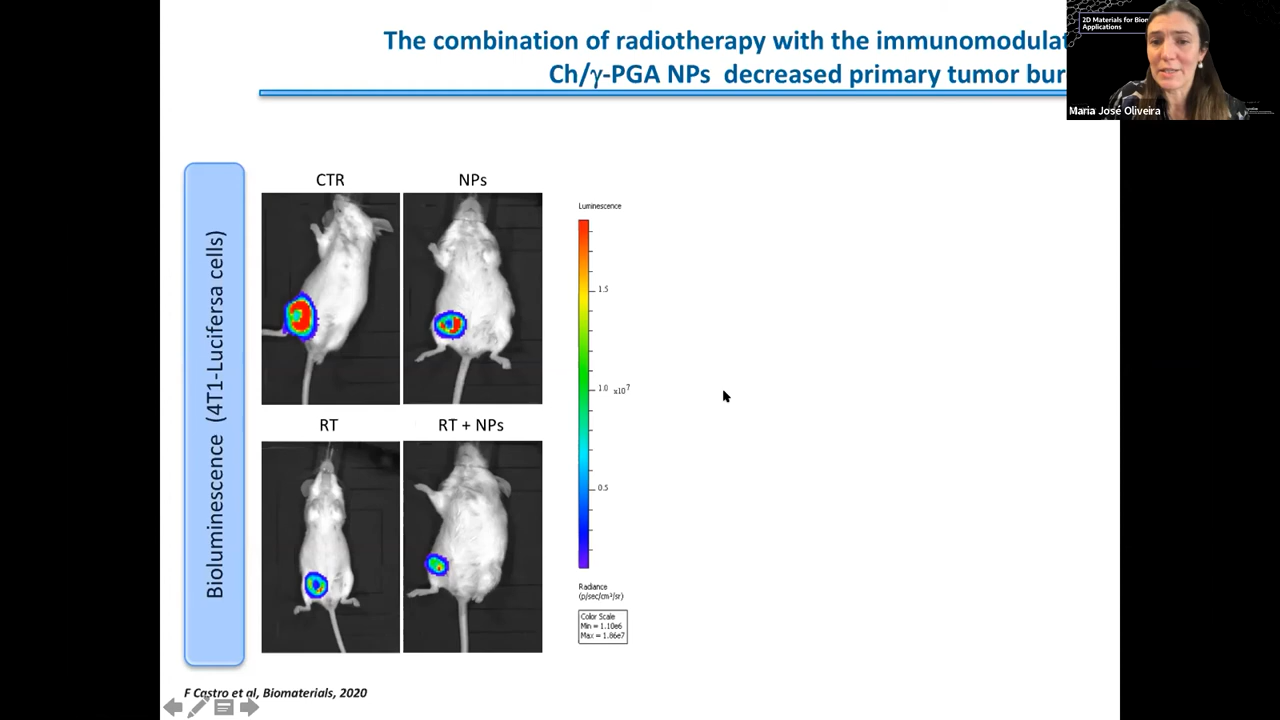 The combination of radiotherapy with the immunomodulat
Ch/γ-PGA NPs decreased primary tumor bur
2D Materials for Biom
Applications
Maria José Oliveira
Bioluminescence (4T1-Lucifersa cells)
CTR
NPs
RT
RT + NPs
Luminescence
1.5
1.0
x10⁷
0.5
Radiance
(p/sec/cm²/sr)
Color Scale
Min = 1.10e6
Max = 1.86e7
F Castro et al, Biomaterials, 2020